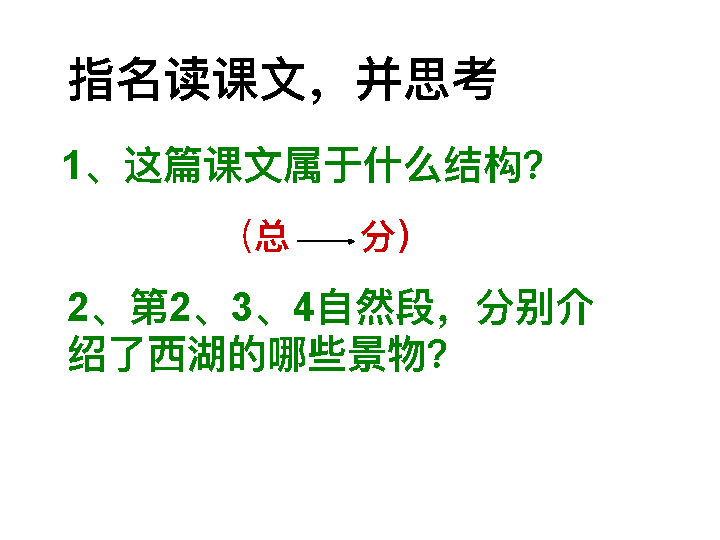 指名读课文，并思考
1、这篇课文属于什么结构?
（总 → 分）
2、第2、3、4自然段，分别介
绍了西湖的哪些景物?